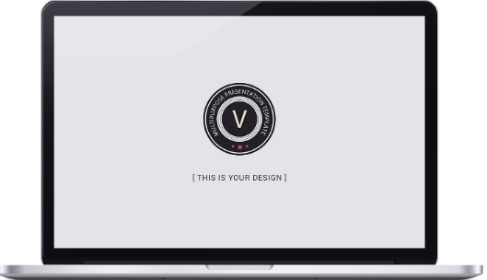 MULTIPURPOSE PRESENTATION TEMPLATE
V
[ THIS IS YOUR DESIGN ]